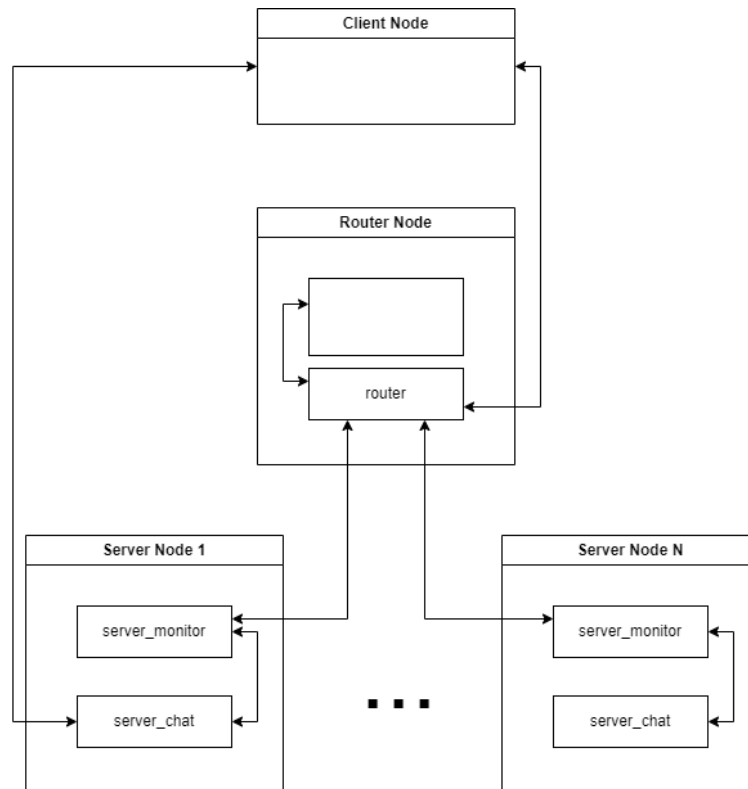 Client Node
Router Node
router
Server Node 1
server_monitor
server_chat
Server Node N
server_monitor
server_chat